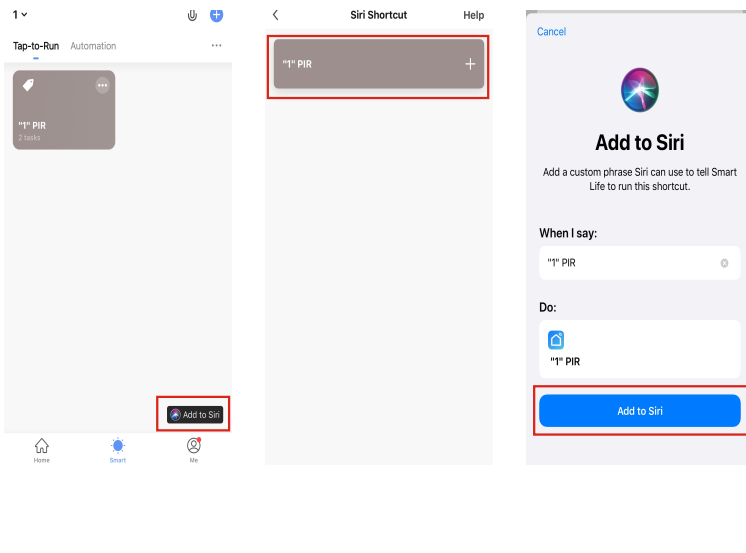 1
Tap-to-Run Automation
"1" PIR
2 tasks
Add to Siri
Home Smart Me
Siri Shortcut Help
"1" PIR
Cancel
Add to Siri
Add a custom phrase Siri can use to tell Smart
Life to run this shortcut.
When I say:
"1" PIR
Do:
"1" PIR
Add to Siri